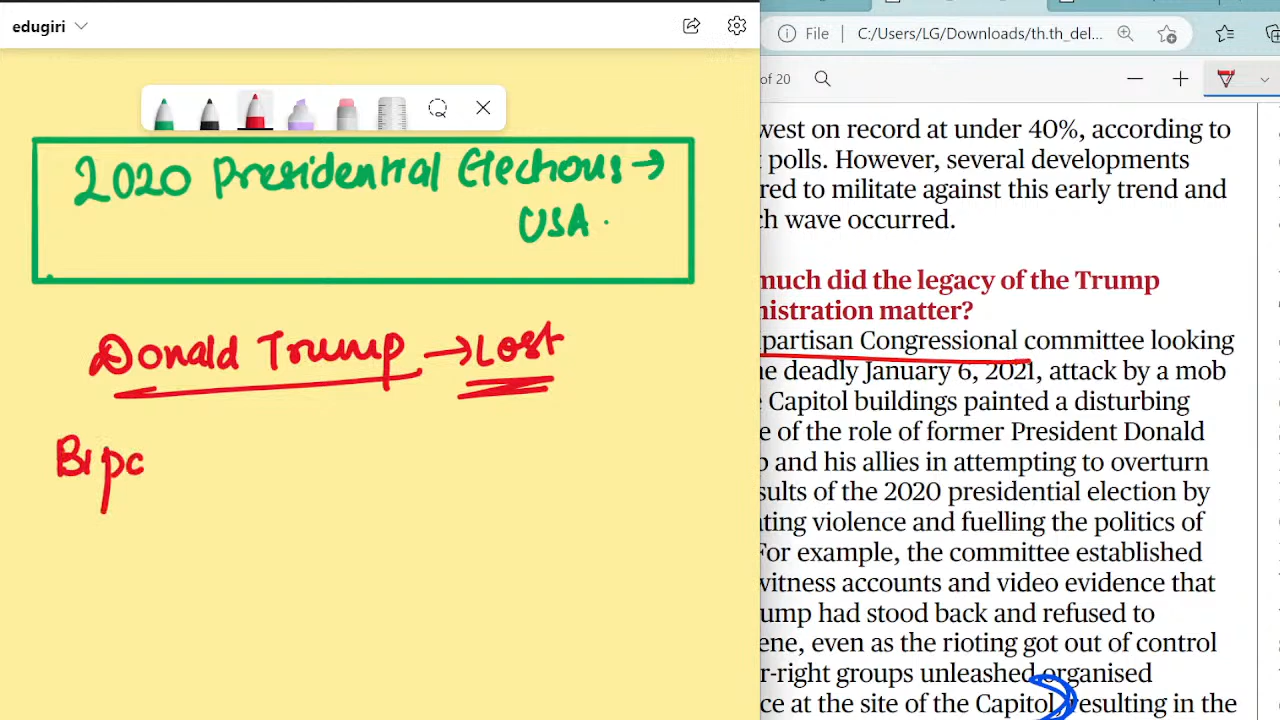 edugiri
File C:/Users/LG/Downloads/th.th_del...
of 20
2020 Presidential Elections →
USA.
Donald Trump → Lost
Bipa
west on record at under 40%, according to
polls. However, several developments
red to militate against this early trend and
ch wave occurred.
much did the legacy of the Trump
nistration matter?
partisan Congressional committee looking
he deadly January 6, 2021, attack by a mob
Capitol buildings painted a disturbing
e of the role of former President Donald
p and his allies in attempting to overturn
sults of the 2020 presidential election by
ating violence and fuelling the politics of
For example, the committee established
witness accounts and video evidence that
ump had stood back and refused to
ene, even as the rioting got out of control
r-right groups unleashed organised
ce at the site of the Capitol, resulting in the